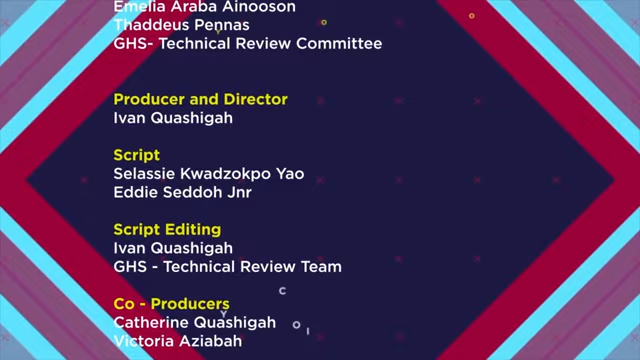 Emelia Araba Ainooson
Thaddeus Pennas
GHS- Technical Review Committee
Producer and Director
Ivan Quashigah
Script
Selassie Kwadzokpo Yao
Eddie Seddoh Jnr
Script Editing
Ivan Quashigah
GHS - Technical Review Team
Co - Producers
Catherine Quashigah
Victoria Aziabah